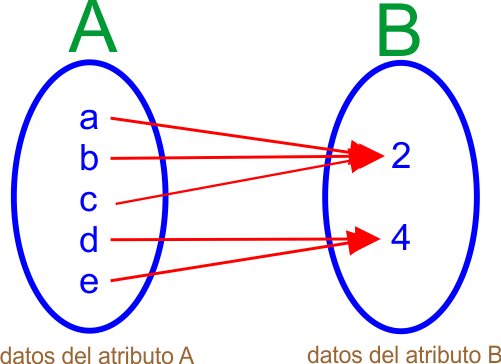 A B
a
b
c
d
e
2
4
datos del atributo A
datos del atributo B